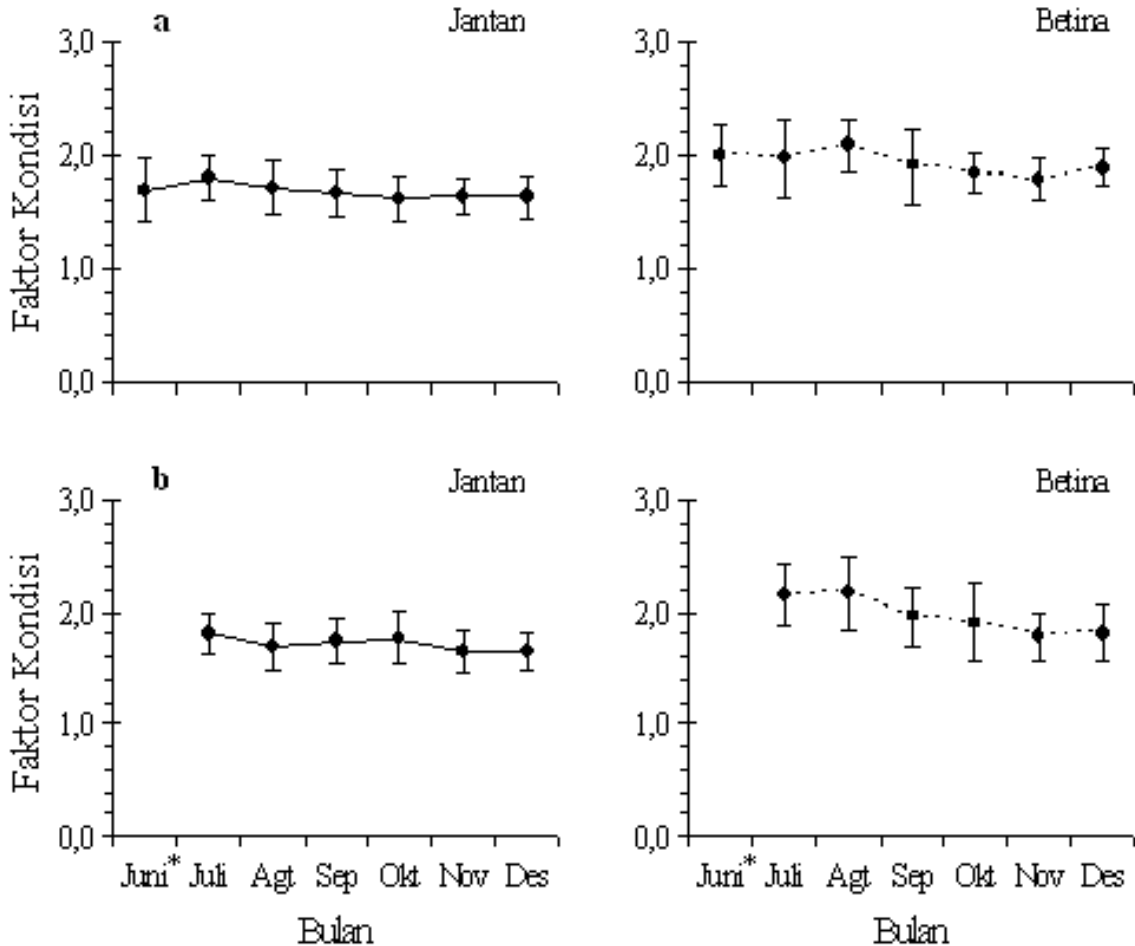 a
Jantan
Betina
Faktor Kondisi
3,0
2,0
1,0
0,0
3,0
2,0
1,0
0,0
b
Jantan
Betina
Faktor Kondisi
3,0
2,0
1,0
0,0
3,0
2,0
1,0
0,0
Juni* Juli Agt Sep Okt Nov Des
Juni* Juli Agt Sep Okt Nov Des
Bulan
Bulan